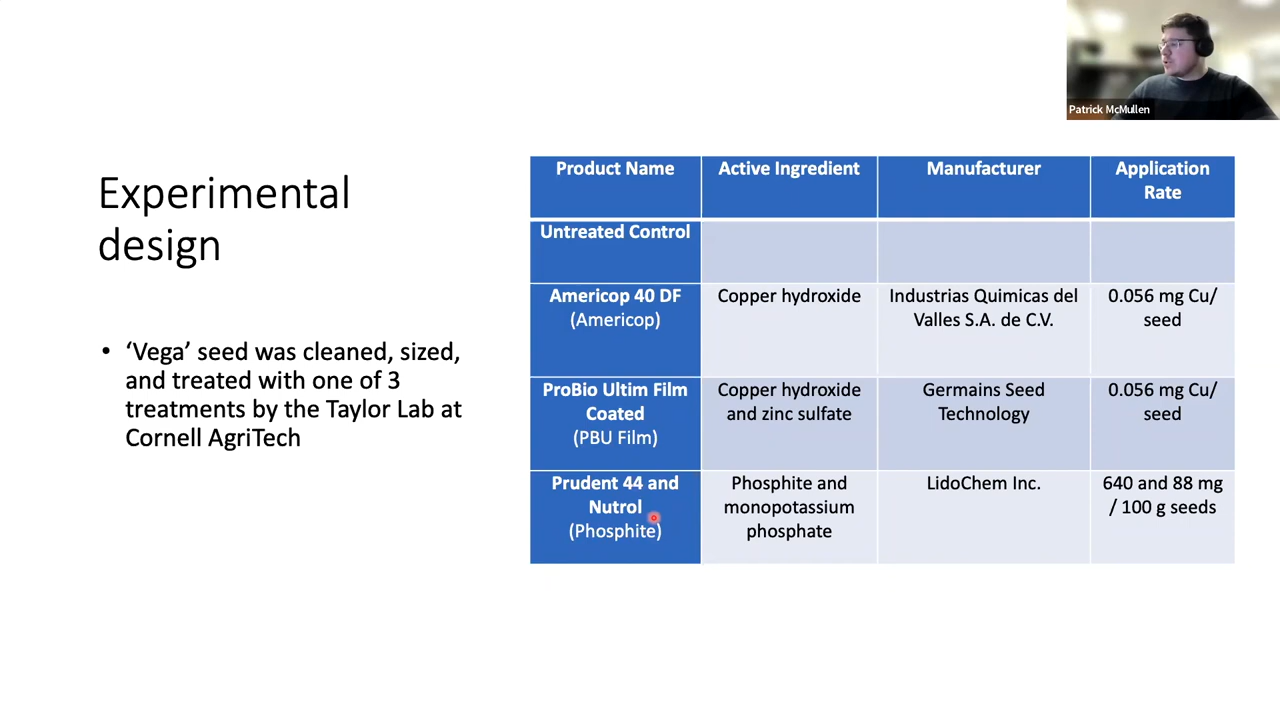 Patrick McMullen
Experimental
design
• ‘Vega’ seed was cleaned, sized,
and treated with one of 3
treatments by the Taylor Lab at
Cornell AgriTech
Product Name
Active Ingredient
Manufacturer
Application
Rate
Untreated Control
Americop 40 DF
(Americop)
Copper hydroxide
Industrias Quimicas del
Valles S.A. de C.V.
0.056 mg Cu/
seed
ProBio Ultim Film
Coated
(PBU Film)
Copper hydroxide
and zinc sulfate
Germains Seed
Technology
0.056 mg Cu/
seed
Prudent 44 and
Nutrol
(Phosphite)
Phosphite and
monopotassium
phosphate
LidoChem Inc.
640 and 88 mg
/ 100 g seeds